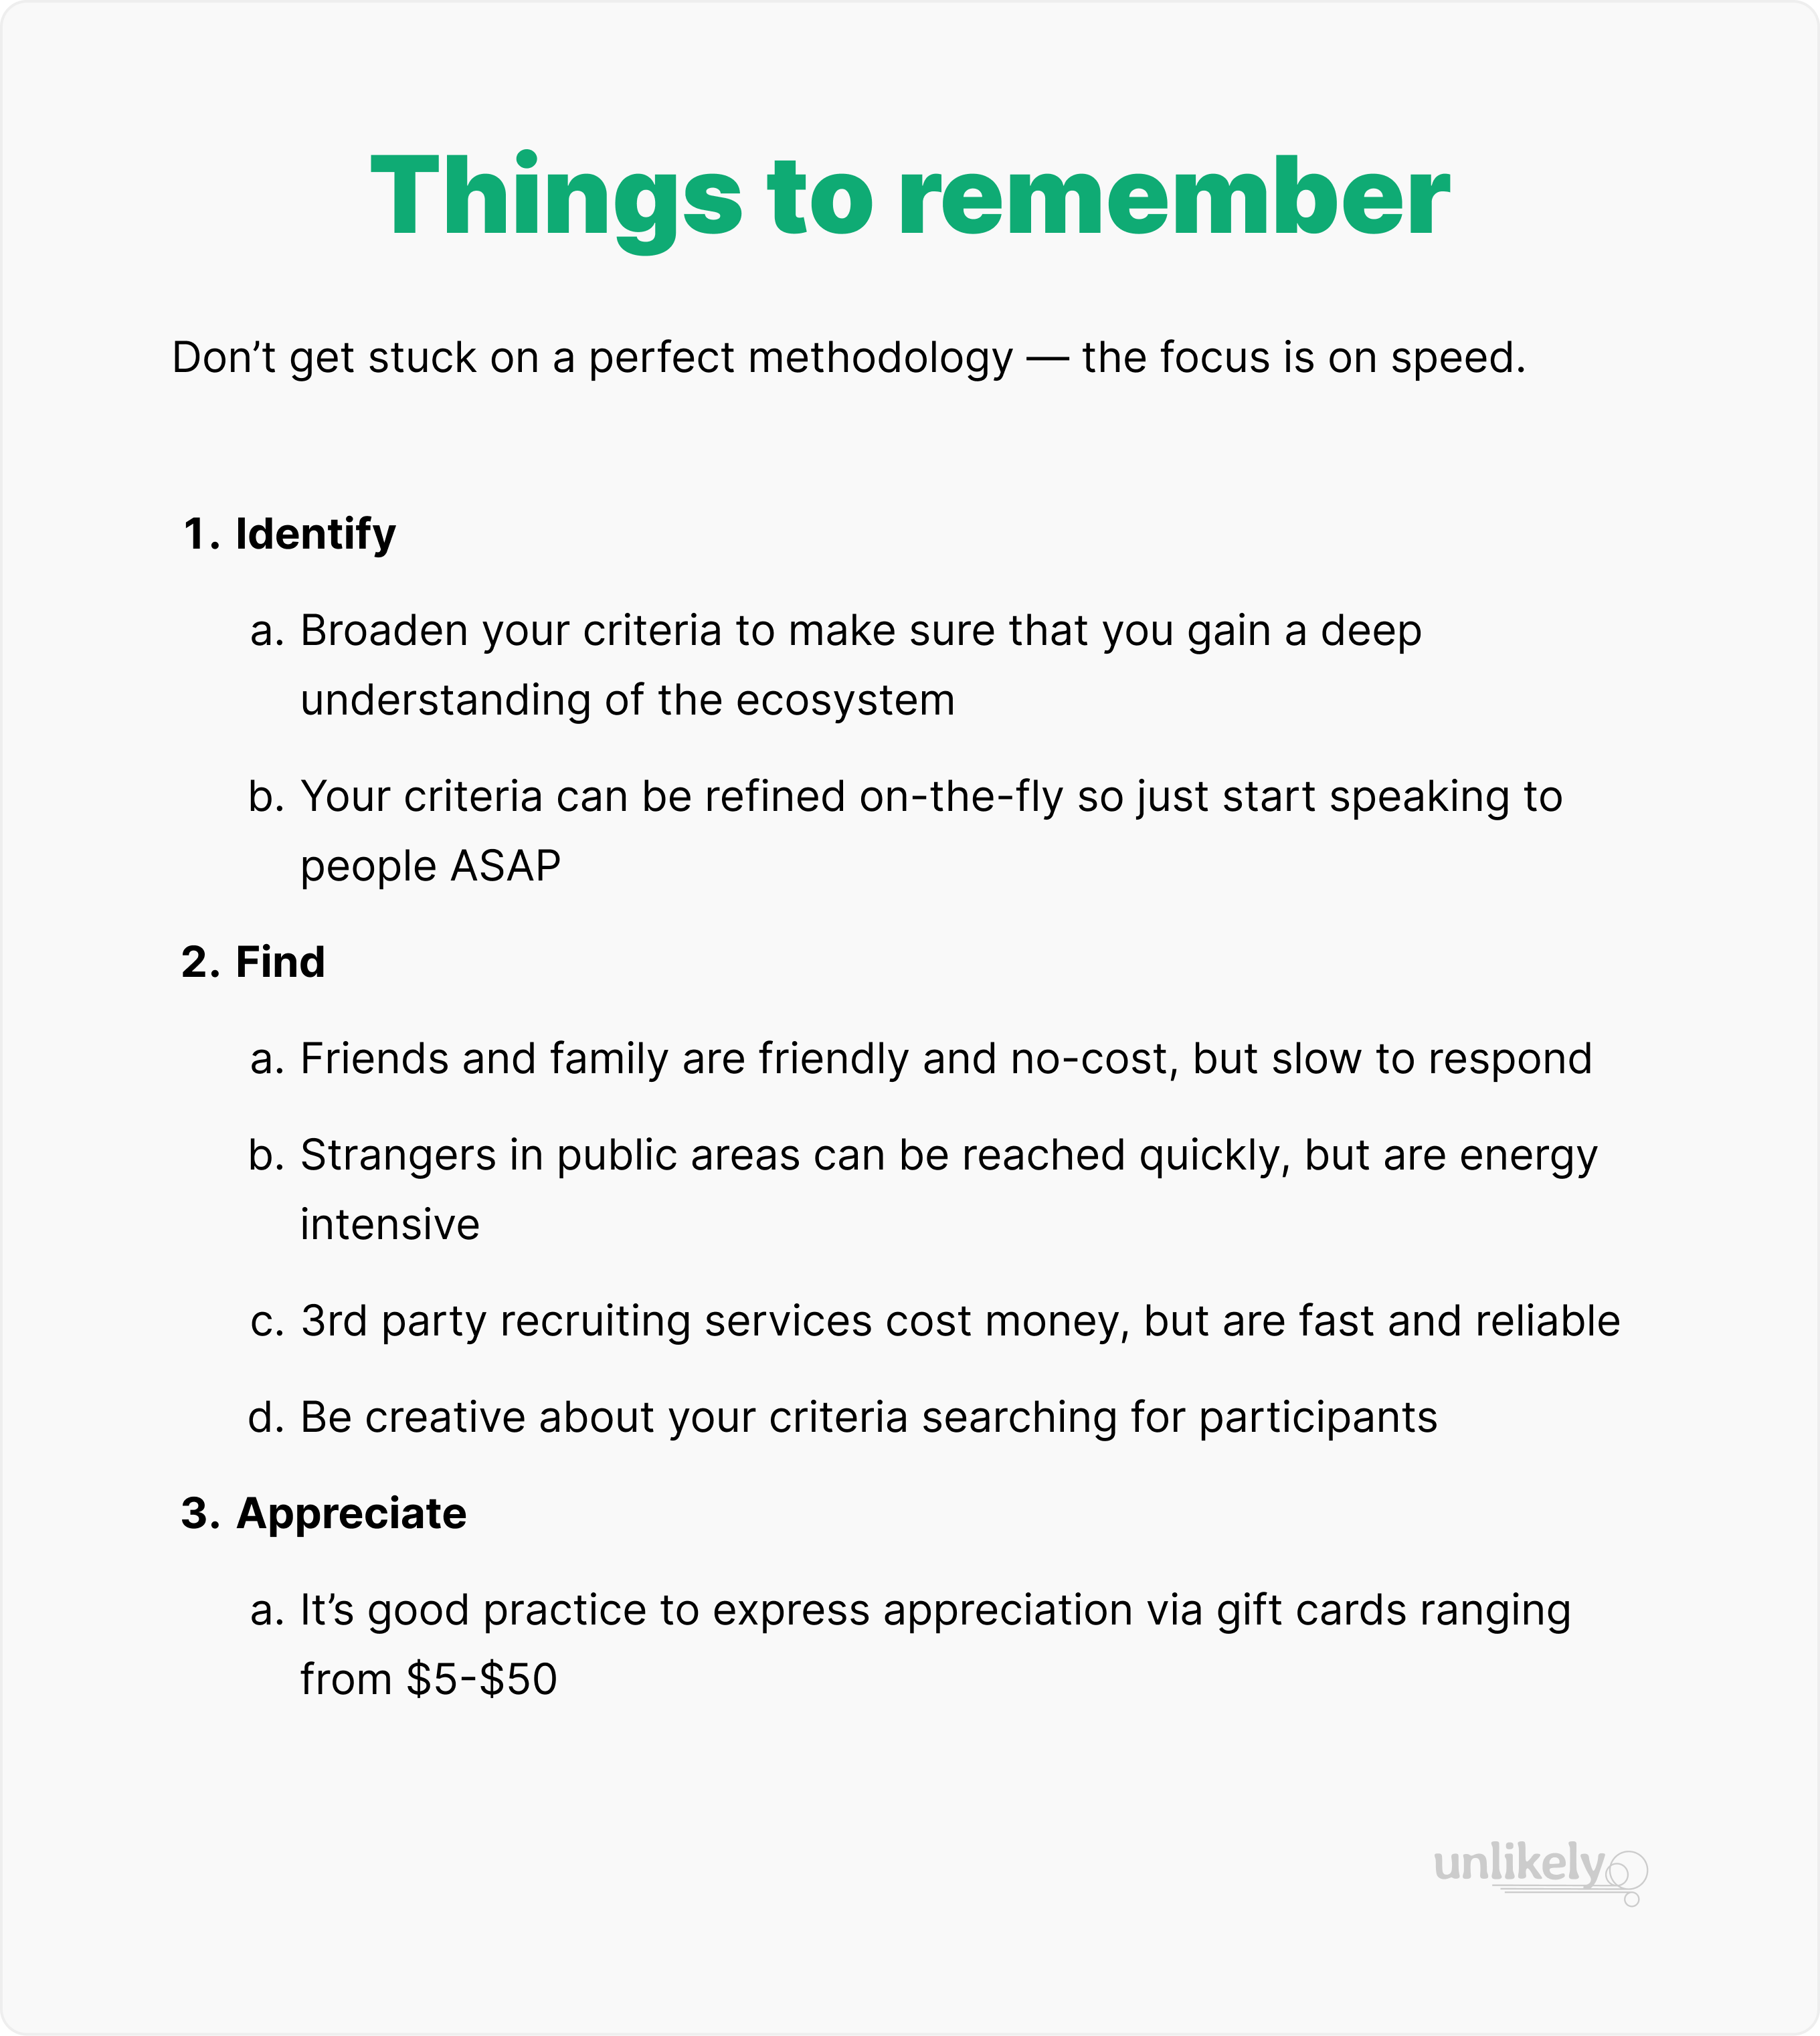 Things to remember
Don’t get stuck on a perfect methodology — the focus is on speed.
1. Identify
a. Broaden your criteria to make sure that you gain a deep
understanding of the ecosystem
b. Your criteria can be refined on-the-fly so just start speaking to
people ASAP
2. Find
a. Friends and family are friendly and no-cost, but slow to respond
b. Strangers in public areas can be reached quickly, but are energy
intensive
c. 3rd party recruiting services cost money, but are fast and reliable
d. Be creative about your criteria searching for participants
3. Appreciate
a. It’s good practice to express appreciation via gift cards ranging
from $5-$50
unlikely